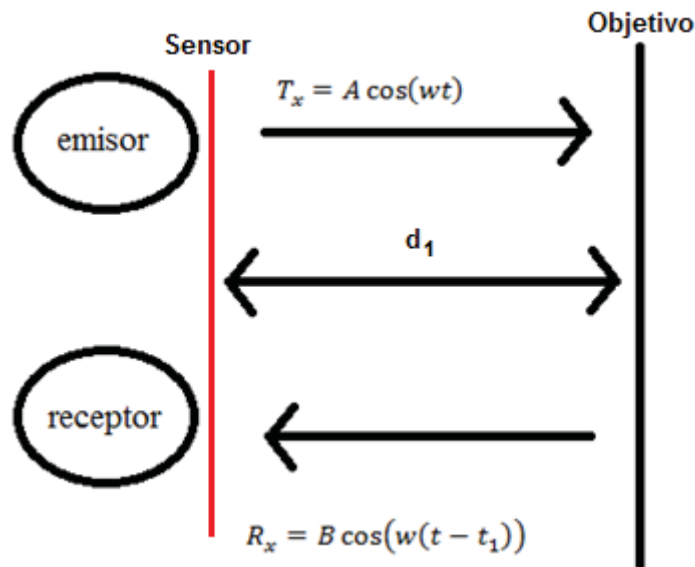 Objetivo
Sensor
T_x = A cos(wt)
emisor
d_1
receptor
R_x = B cos(w(t − t_1))